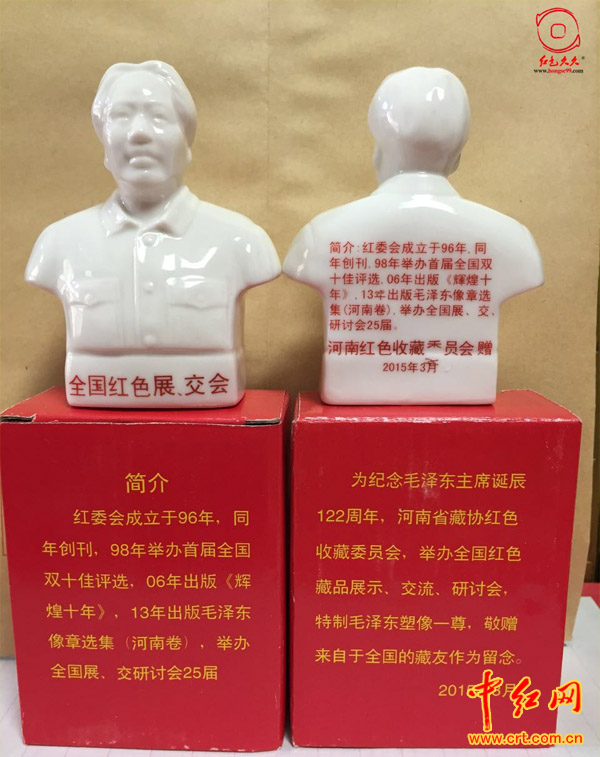 红色久久®
www.hongse99.com
全国红色展、交会
简介:红委会成立于96年,同
年创刊,98年举办首届全国双
十佳评选,06年出版《輝煌十
年》,13年出版毛泽东像章选
集(河南卷),举办全国展、交、
研讨会25届。
河南红色收藏委员会 赠
2015年3月
简介
红委会成立于96年,同
年创刊,98年举办首届全国
双十佳评选,06年出版《辉
煌十年》,13年出版毛泽东
像章选集(河南卷),举办
全国展、交研讨会25届
为纪念毛泽东主席诞辰
122周年,河南省藏协红色
收藏委员会,举办全国红色
藏品展示、交流、研讨会,
特制毛泽东塑像一尊,敬赠
来自于全国的藏友作为留念。
2015年3月
中红网
www.crt.com.cn